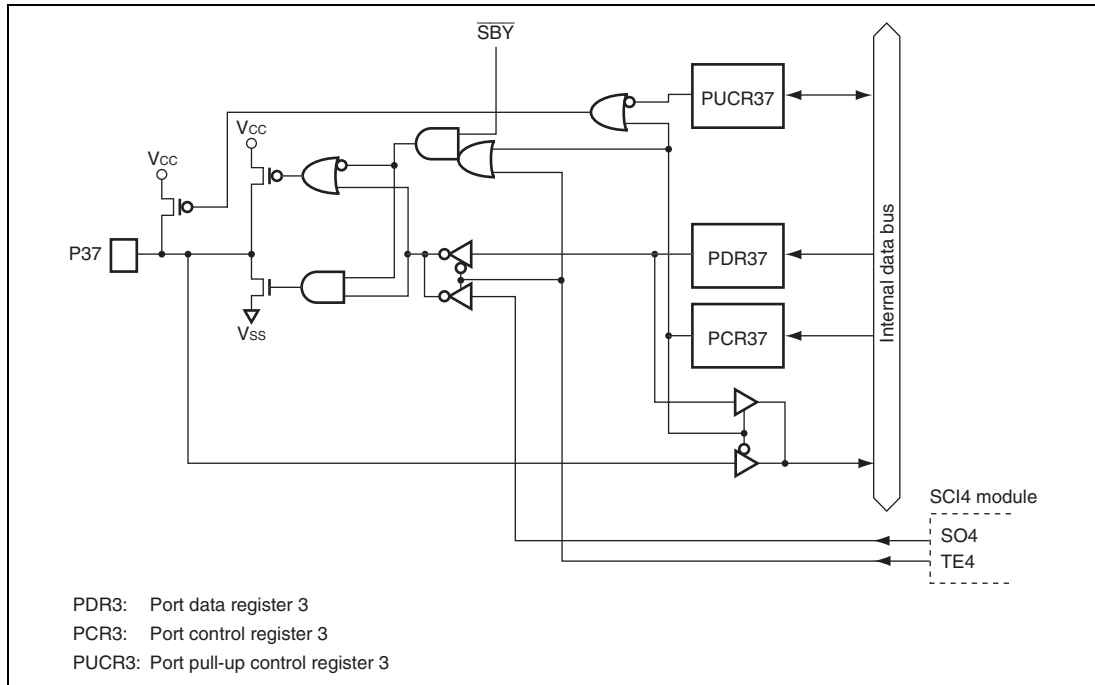 SBY
PUCR37
VCC
VCC
P37
PDR37
VSS
PCR37
Internal data bus
SCI4 module
SO4
TE4
PDR3: Port data register 3
PCR3: Port control register 3
PUCR3: Port pull-up control register 3